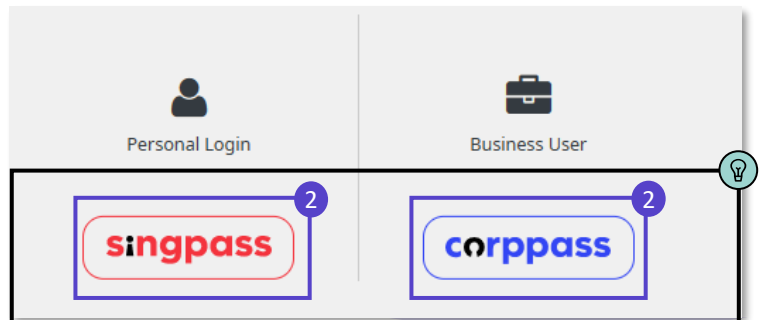 Personal Login
Business User
2
2
singpass
corppass